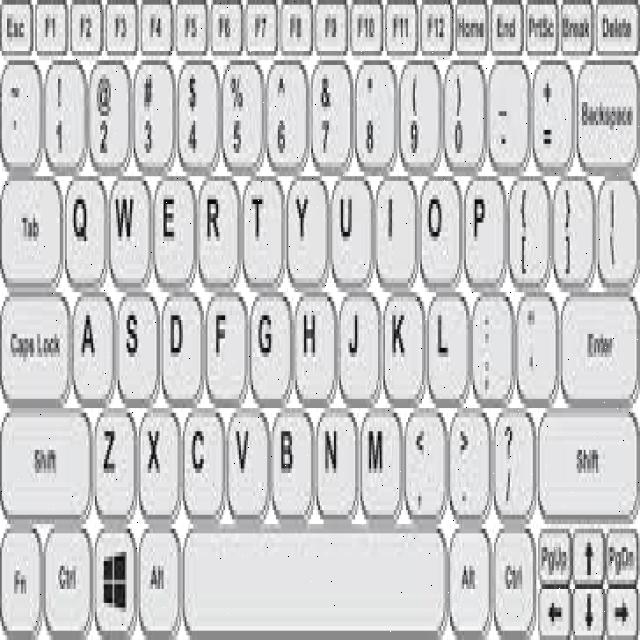 Esc F1 F2 F3 F4 F5 F6 F7 F8 F9 F10 F11 F12 Home End PrtSc Break Delete
~ ! @ # $ % ^ & * ( ) _ + Backspace
` 1 2 3 4 5 6 7 8 9 0 - =
Tab Q W E R T Y U I O P { } |
[ ] \
Caps Lock A S D F G H J K L : " Enter
; '
Shift Z X C V B N M < > ? Shift
, . /
Fn Ctrl Alt Alt Ctrl PgUp ↑ PgDn
← ↓ →